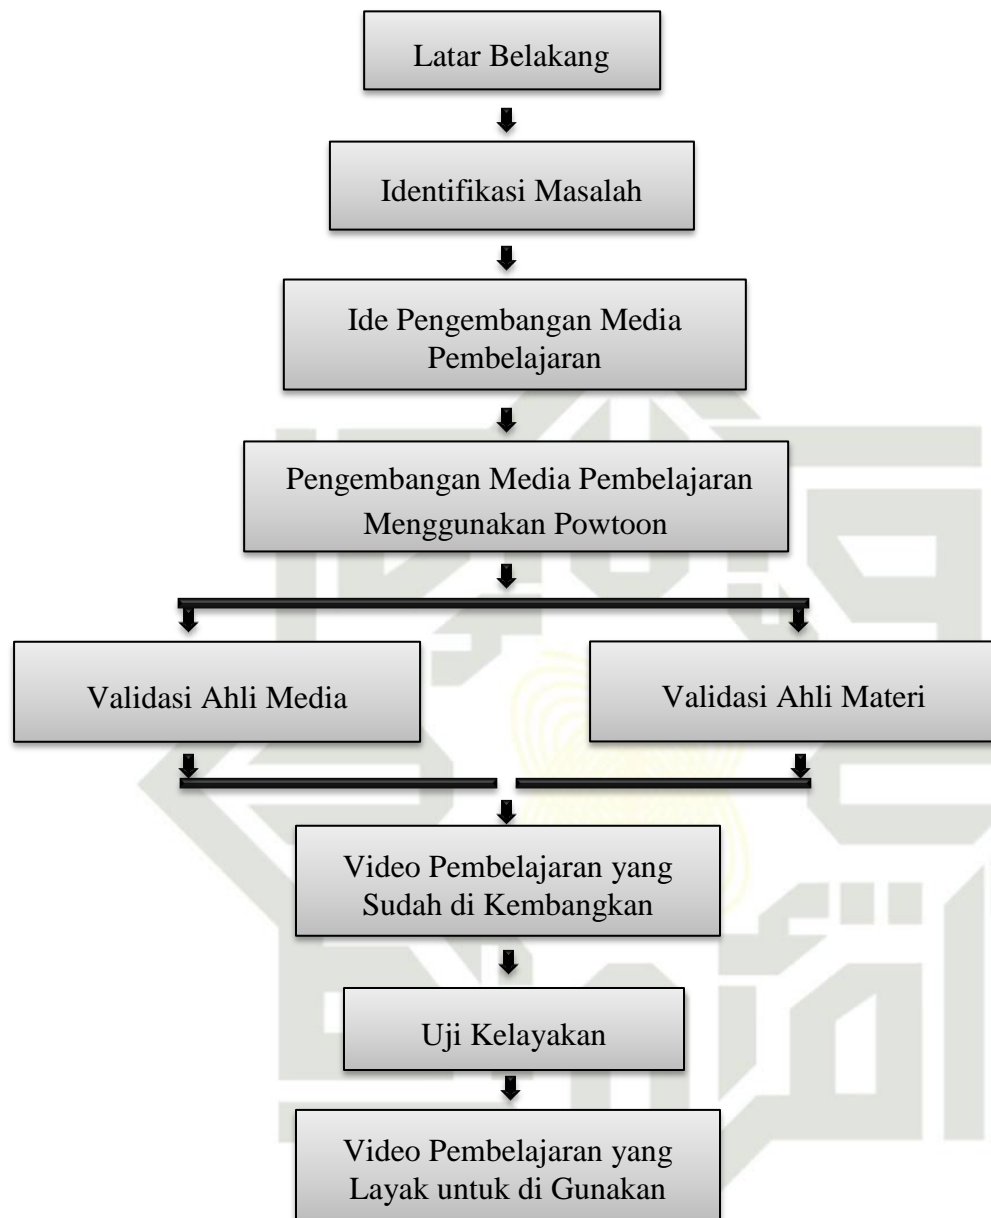 Latar Belakang
Identifikasi Masalah
Ide Pengembangan Media
Pembelajaran
Pengembangan Media Pembelajaran
Menggunakan Powtoon
Validasi Ahli Media
Validasi Ahli Materi
Video Pembelajaran yang
Sudah di Kembangkan
Uji Kelayakan
Video Pembelajaran yang
Layak untuk di Gunakan